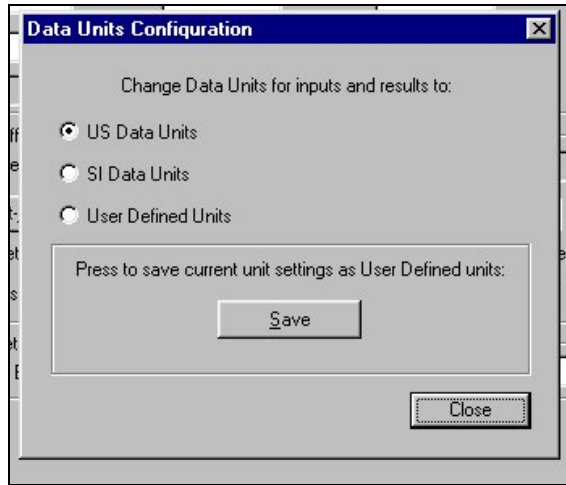 Data Units Confiquration
Change Data Units for inputs and results to:
US Data Units
SI Data Units
User Defined Units
Press to save current unit settings as User Defined units:
Save
Close